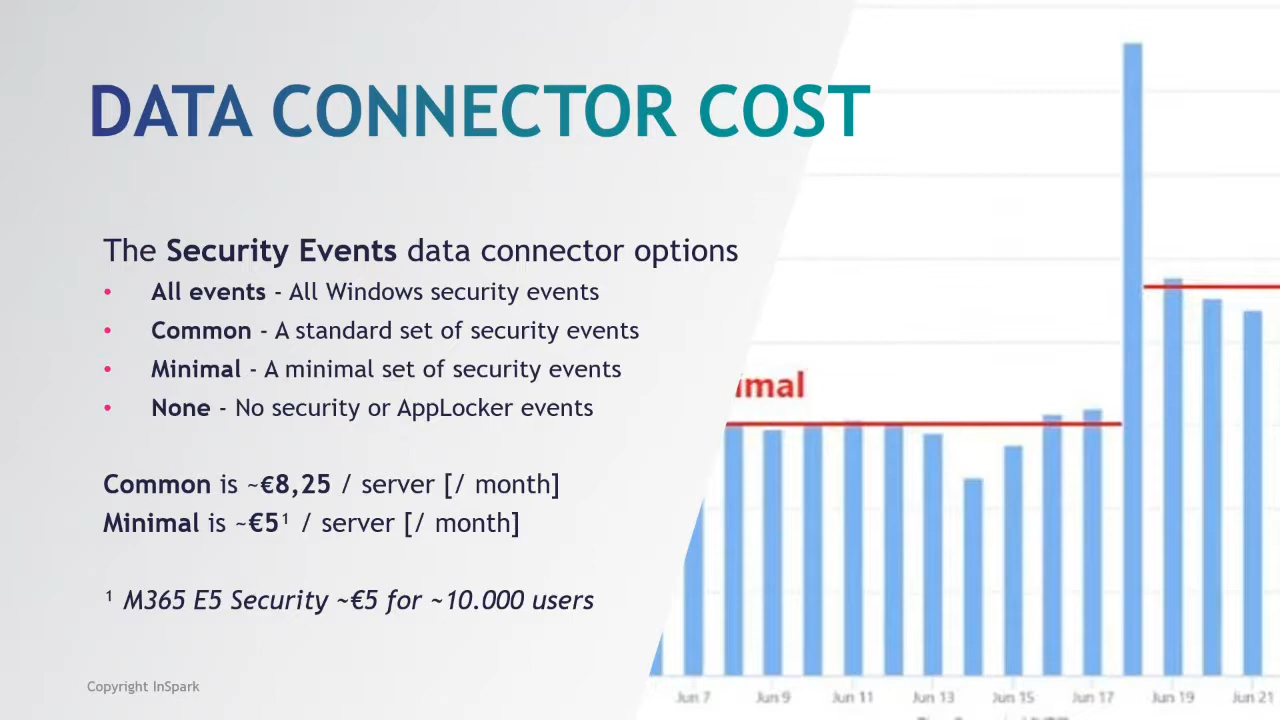 DATA CONNECTOR COST
The Security Events data connector options
• All events - All Windows security events
• Common - A standard set of security events
• Minimal - A minimal set of security events
• None - No security or AppLocker events
Common is ~€8,25 / server [/ month]
Minimal is ~€5¹ / server [/ month]
¹ M365 E5 Security ~€5 for ~10.000 users
Copyright InSpark
imal
Jun 7 Jun 9 Jun 11 Jun 13 Jun 15 Jun 17 Jun 19 Jun 21